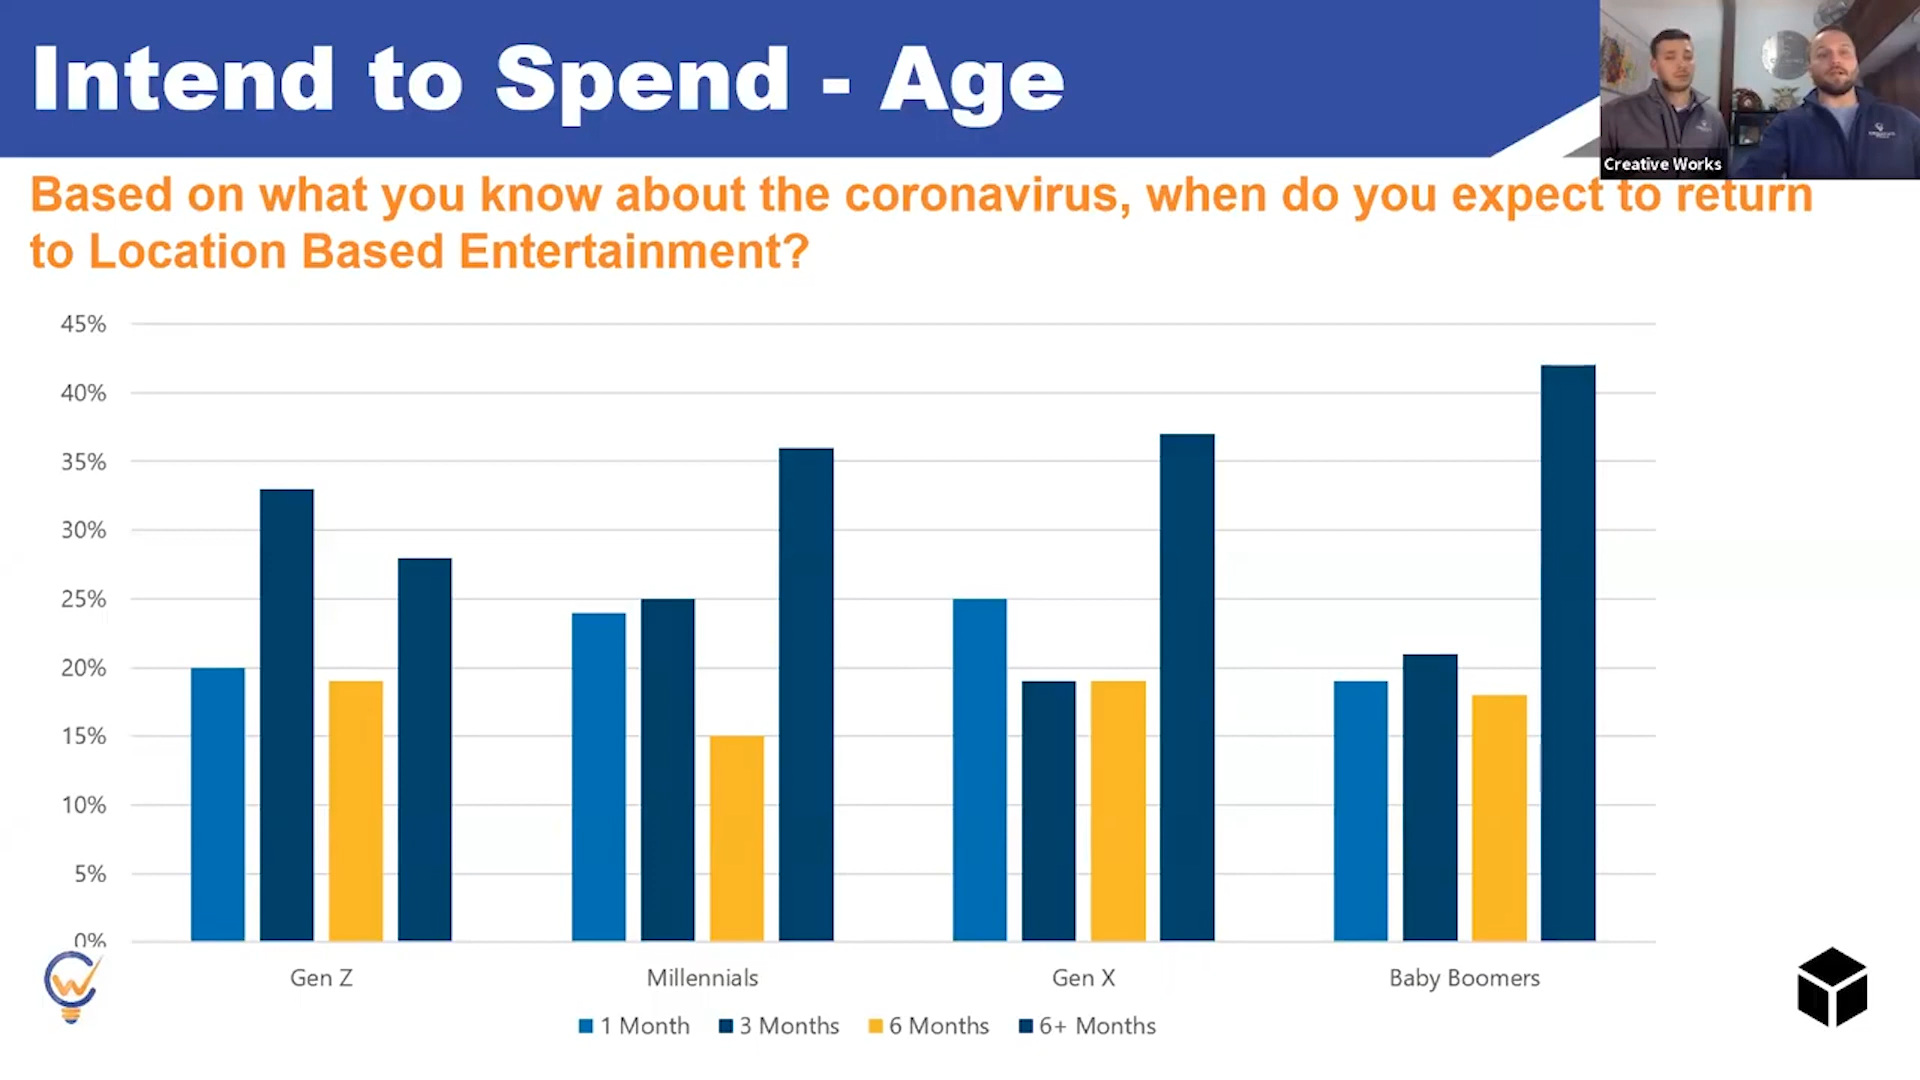 Intend to Spend - Age
Creative Works
Based on what you know about the coronavirus, when do you expect to return
to Location Based Entertainment?
45%
40%
35%
30%
25%
20%
15%
10%
5%
0%
Gen Z Millennials Gen X Baby Boomers
1 Month 3 Months 6 Months 6+ Months